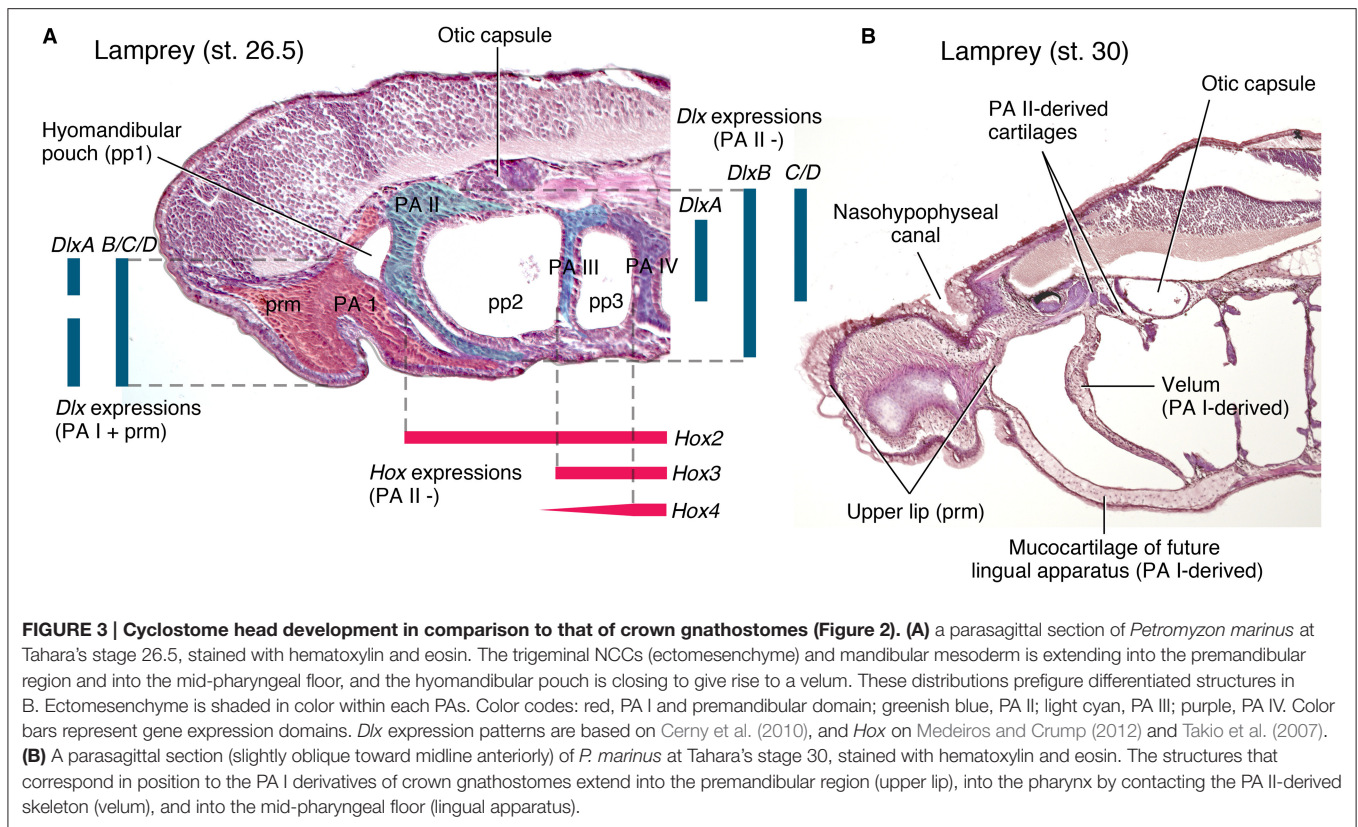 A
Lamprey (st. 26.5)
Otic capsule
Hyomandibular
pouch (pp1)
PA II
DlxA B/C/D
prm
PA 1
pp2
PA III
pp3
PA IV
Dlx expressions
(PA I + prm)
Dlx expressions
(PA II -)
DlxB C/D
DlxA
Hox expressions
(PA II -)
Hox2
Hox3
Hox4
B
Lamprey (st. 30)
Otic capsule
PA II-derived
cartilages
Nasohypophyseal
canal
Velum
(PA I-derived)
Upper lip (prm)
Mucocartilage of future
lingual apparatus (PA I-derived)
FIGURE 3 | Cyclostome head development in comparison to that of crown gnathostomes (Figure 2). (A) a parasagittal section of Petromyzon marinus at
Tahara's stage 26.5, stained with hematoxylin and eosin. The trigeminal NCCs (ectomesenchyme) and mandibular mesoderm is extending into the premandibular
region and into the mid-pharyngeal floor, and the hyomandibular pouch is closing to give rise to a velum. These distributions prefigure differentiated structures in
B. Ectomesenchyme is shaded in color within each PAs. Color codes: red, PA I and premandibular domain; greenish blue, PA II; light cyan, PA III; purple, PA IV. Color
bars represent gene expression domains. Dlx expression patterns are based on Cerny et al. (2010), and Hox on Medeiros and Crump (2012) and Takio et al. (2007).
(B) A parasagittal section (slightly oblique toward midline anteriorly) of P. marinus at Tahara's stage 30, stained with hematoxylin and eosin. The structures that
correspond in position to the PA I derivatives of crown gnathostomes extend into the premandibular region (upper lip), into the pharynx by contacting the PA II-derived
skeleton (velum), and into the mid-pharyngeal floor (lingual apparatus).